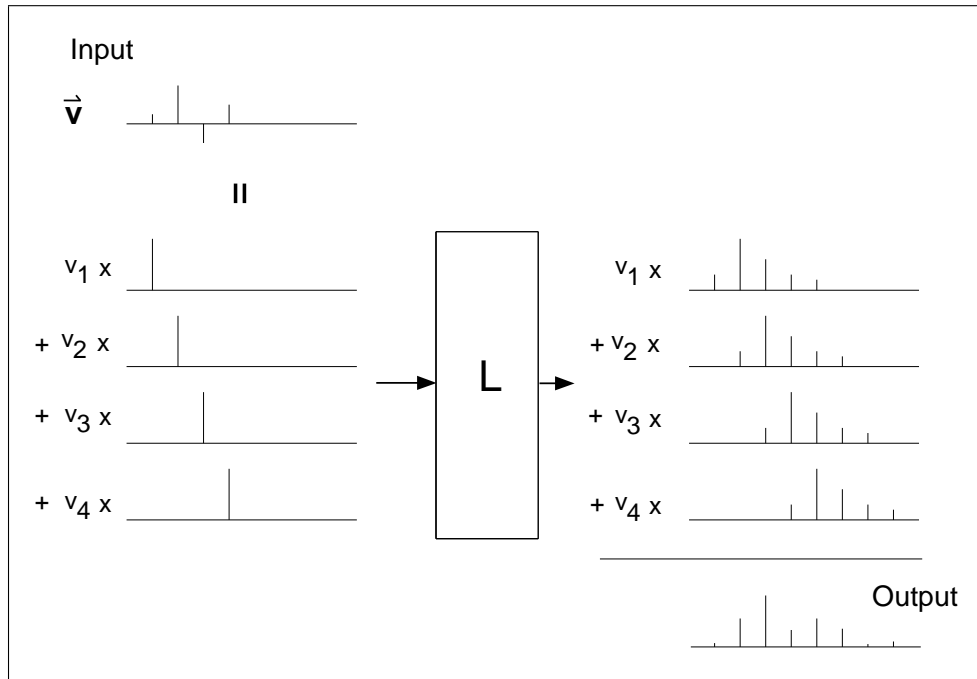 Input
v⃗
=
v1 x
+ v2 x
+ v3 x
+ v4 x
L
v1 x
+ v2 x
+ v3 x
+ v4 x
Output